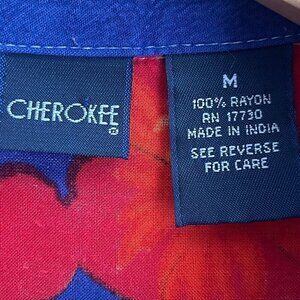 CHEROKEE
M
100% RAYON
RN 17730
MADE IN INDIA
SEE REVERSE
FOR CARE